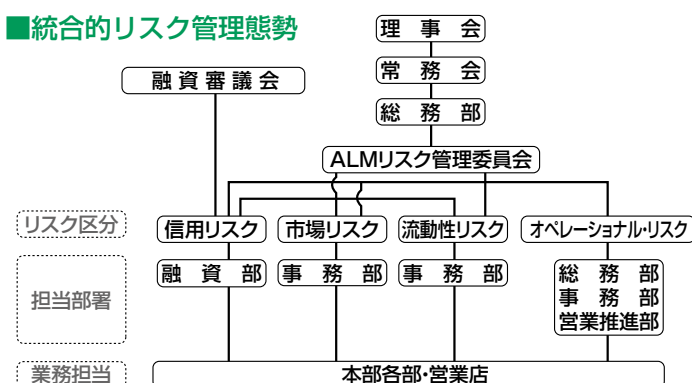 ■統合的リスク管理態勢
理事会
常務会
融資審議会
総務部
ALMリスク管理委員会
リスク区分
信用リスク
市場リスク
流動性リスク
オペレーショナル・リスク
担当部署
融資部
事務部
事務部
総務部
事務部
営業推進部
業務担当
本部各部・営業店